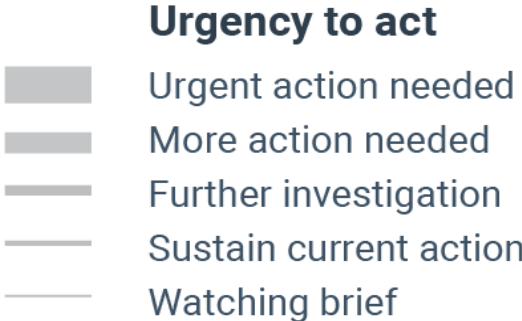 Urgency to act
Urgent action needed
More action needed
Further investigation
Sustain current action
Watching brief